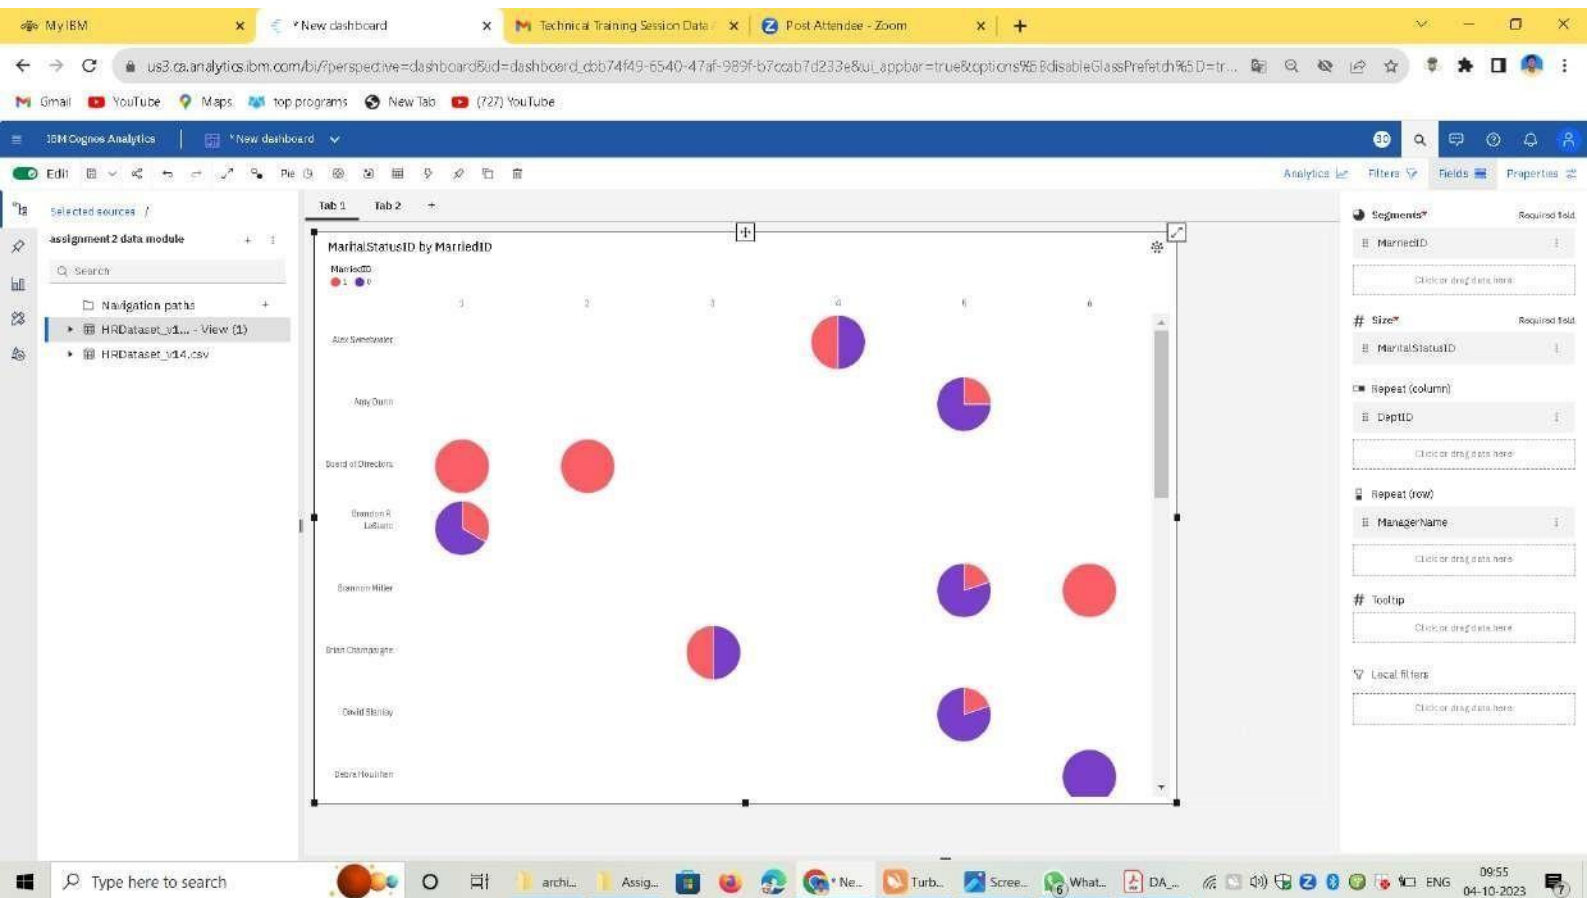 MyIBM
* New dashboard
Technical Training Session Data
Post Attendee - Zoom
us3.ca.analytics.ibm.com/bi/?perspective=dashboard&id=dashboard_cbb74f49-6540-47af-989f-b7ccab7d233e&ui_appbar=true&options%5BdisableGlassPrefetch%5D=tr...
Gmail
YouTube
Maps
top programs
New Tab
(727) YouTube
IBM Cognos Analytics
* New dashboard
30
Edit
Pie
Analytics
Filters
Fields
Properties
Selected sources /
assignment2 data module
Search
Navigation paths
HRDataset_v1... - View (1)
HRDataset_v14.csv
Tab 1 Tab 2 +
MaritalStatusID by MarriedID
MarriedID
1 0
1 2 3 4 5 6
Alex Sweetwater
Amy Dunn
Board of Directors
Brandon R.
LeBlanc
Brannon Miller
Brian Champaigne
David Stanley
Debra Houlihan
Segments* Required field
MarriedID
Click or drag data here
# Size* Required field
MaritalStatusID
Repeat (column)
DeptID
Click or drag data here
Repeat (row)
ManagerName
Click or drag data here
# Tooltip
Click or drag data here
Local filters
Click or drag data here
Type here to search
archi...
Assig...
* Ne...
Turb...
Scree...
6
What...
DA_...
ENG
09:55
04-10-2023
7